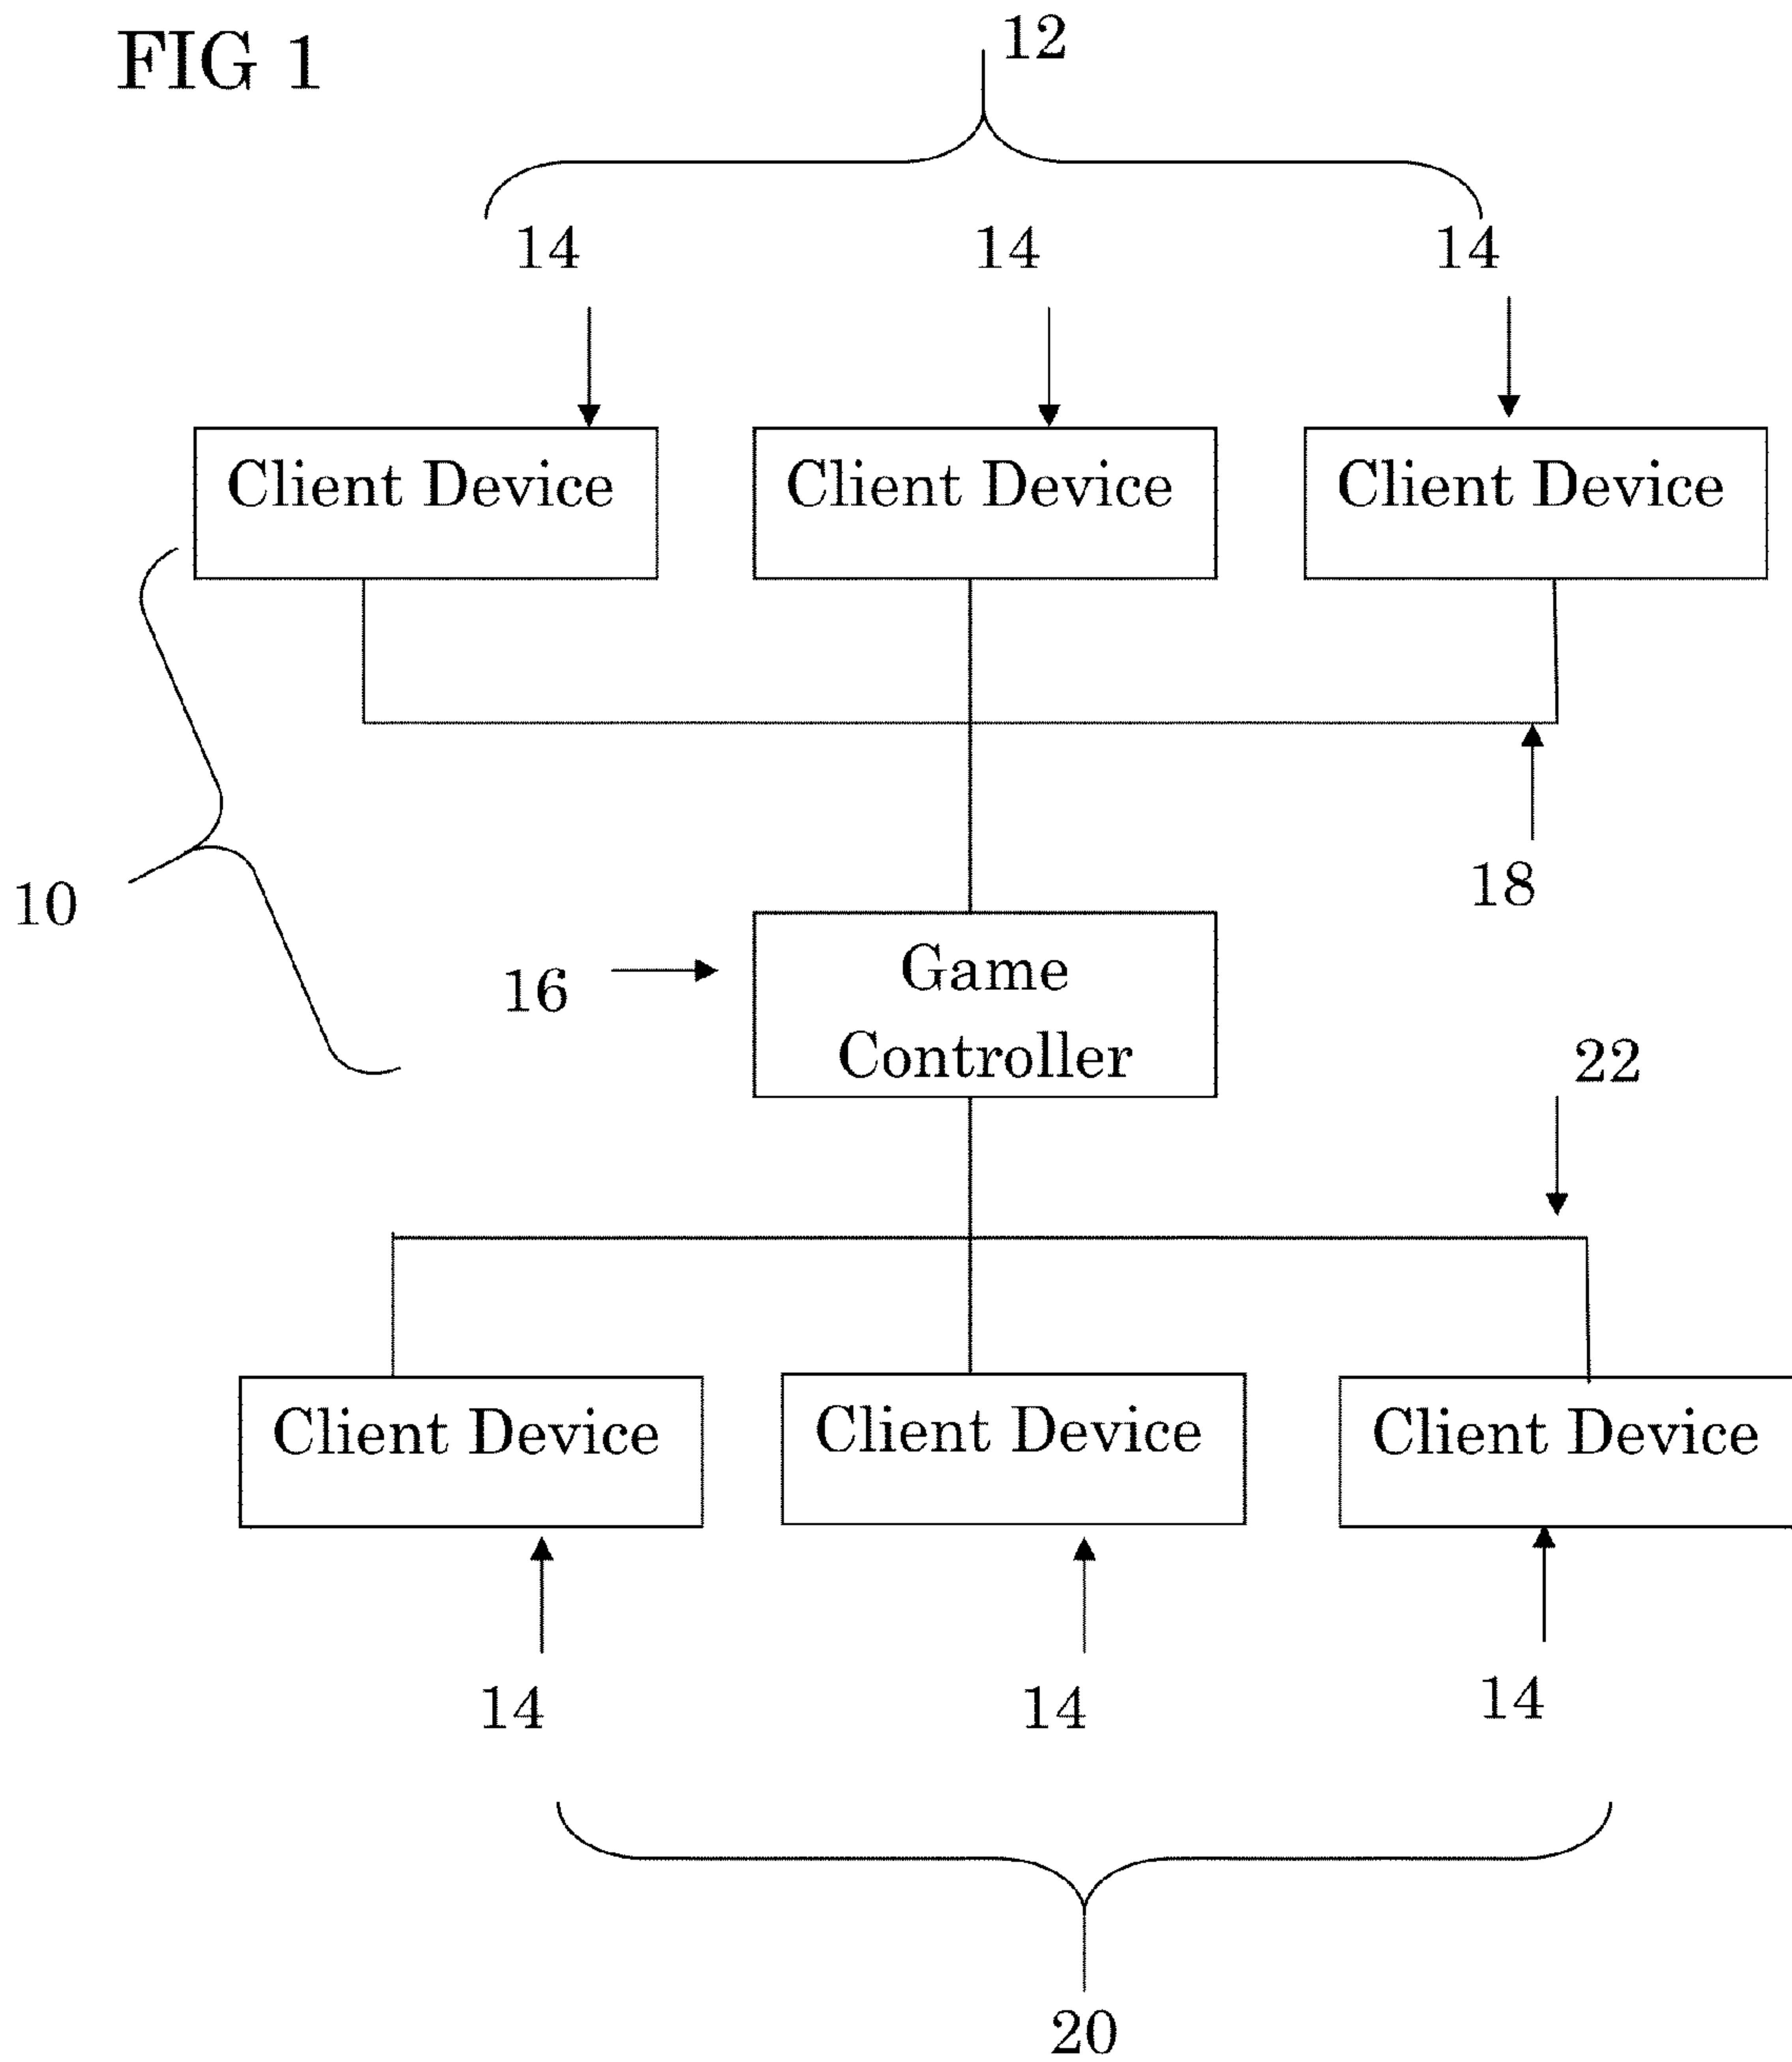 FIG 1
12
14 14 14
Client Device Client Device Client Device
18
10
16
Game
Controller
22
Client Device Client Device Client Device
14 14 14
20